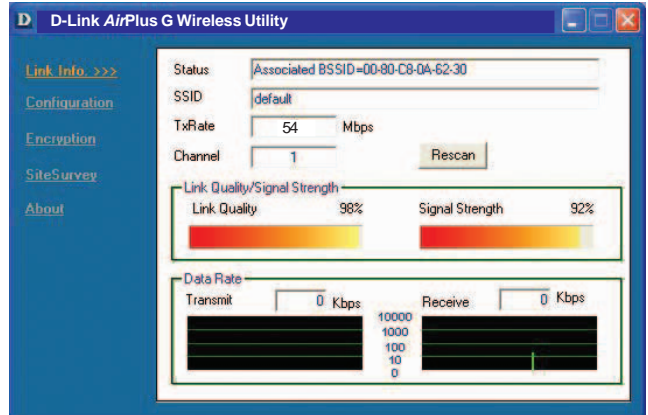 D D-Link AirPlus G Wireless Utility
Link Info. >>>
Configuration
Encryption
SiteSurvey
About
Status Associated BSSID=00-80-C8-0A-62-30
SSID default
TxRate 54 Mbps
Channel 1 Rescan
Link Quality/Signal Strength
Link Quality 98% Signal Strength 92%
Data Rate
Transmit 0 Kbps Receive 0 Kbps
10000
1000
100
10
0